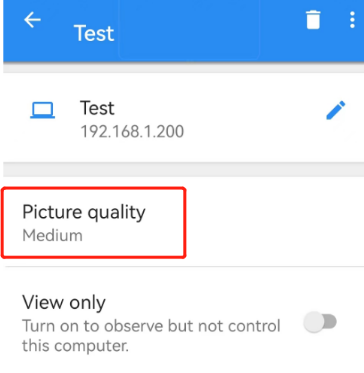 Test
Test
192.168.1.200
Picture quality
Medium
View only
Turn on to observe but not control
this computer.